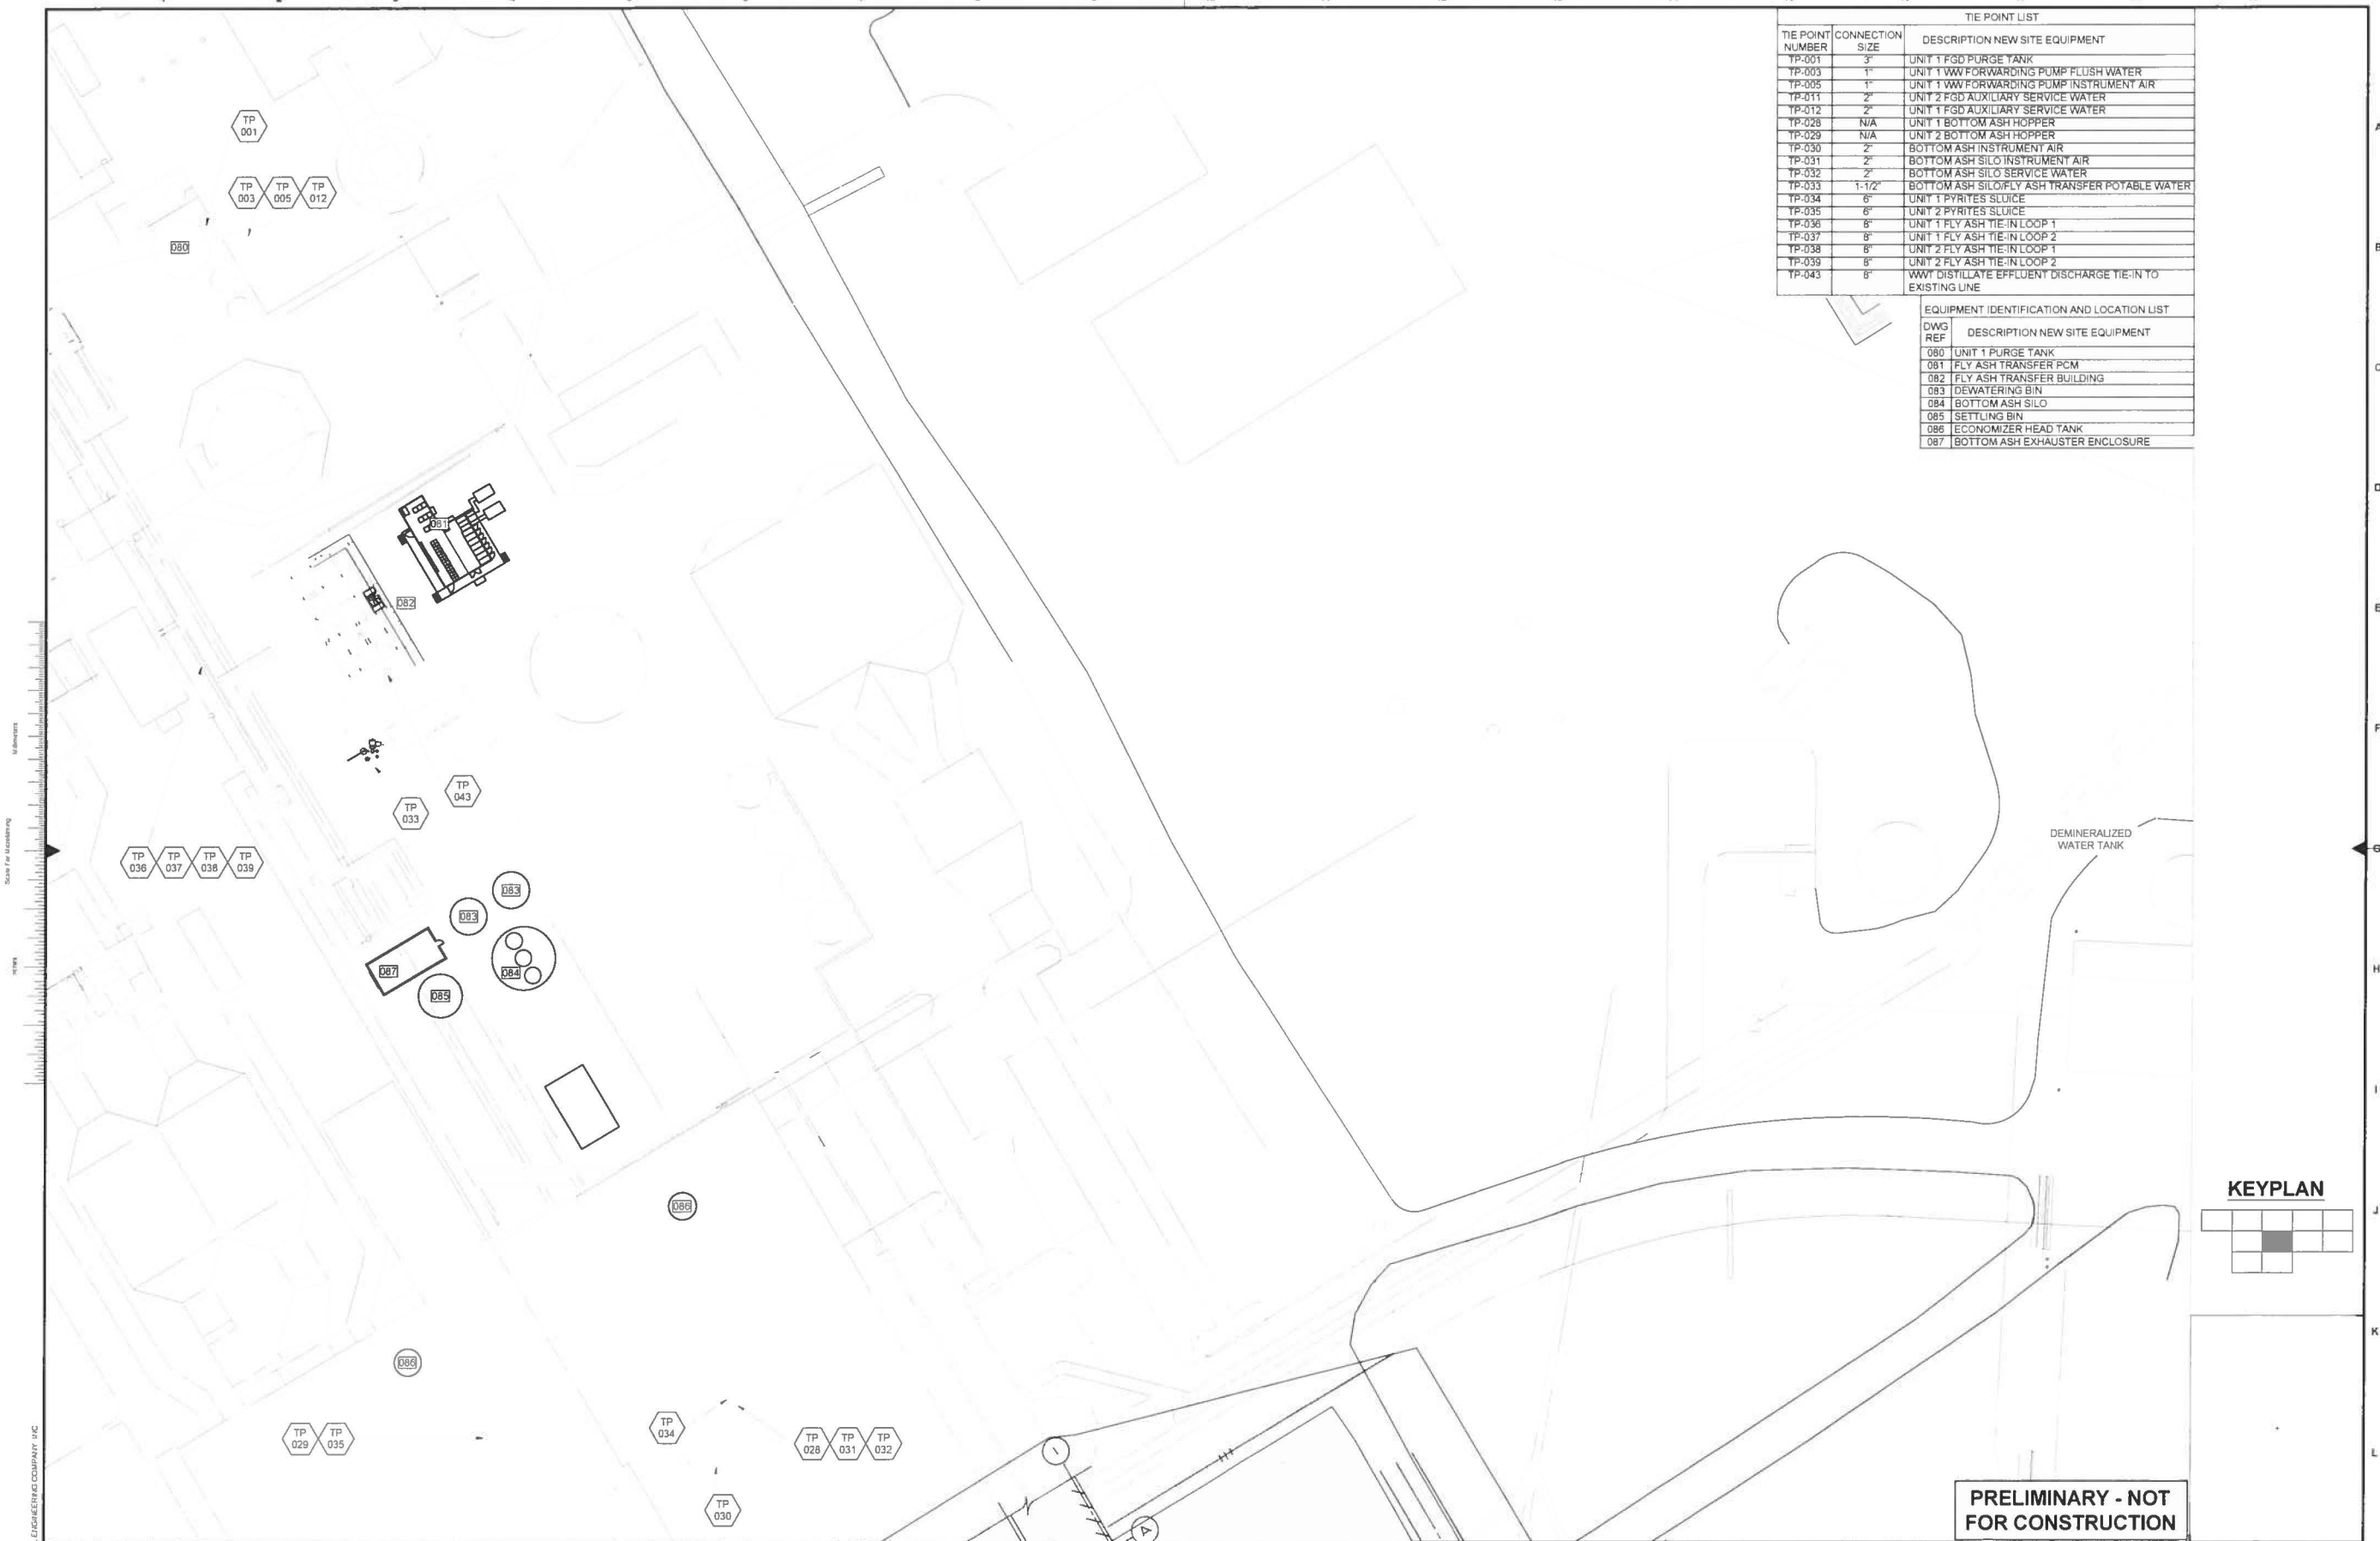 TIE POINT LIST
TIE POINT NUMBER CONNECTION SIZE DESCRIPTION NEW SITE EQUIPMENT
TP-001 3" UNIT 1 FGD PURGE TANK
TP-003 1" UNIT 1 WW FORWARDING PUMP FLUSH WATER
TP-005 1" UNIT 1 WW FORWARDING PUMP INSTRUMENT AIR
TP-011 2" UNIT 2 FGD AUXILIARY SERVICE WATER
TP-012 2" UNIT 1 FGD AUXILIARY SERVICE WATER
TP-028 N/A UNIT 1 BOTTOM ASH HOPPER
TP-029 N/A UNIT 2 BOTTOM ASH HOPPER
TP-030 2" BOTTOM ASH INSTRUMENT AIR
TP-031 2" BOTTOM ASH SILO INSTRUMENT AIR
TP-032 2" BOTTOM ASH SILO SERVICE WATER
TP-033 1-1/2" BOTTOM ASH SILO/FLY ASH TRANSFER POTABLE WATER
TP-034 6" UNIT 1 PYRITES SLUICE
TP-035 6" UNIT 2 PYRITES SLUICE
TP-036 8" UNIT 1 FLY ASH TIE-IN LOOP 1
TP-037 8" UNIT 1 FLY ASH TIE-IN LOOP 2
TP-038 8" UNIT 2 FLY ASH TIE-IN LOOP 1
TP-039 8" UNIT 2 FLY ASH TIE-IN LOOP 2
TP-043 8" WWT DISTILLATE EFFLUENT DISCHARGE TIE-IN TO
EXISTING LINE
EQUIPMENT IDENTIFICATION AND LOCATION LIST
DWG REF DESCRIPTION NEW SITE EQUIPMENT
080 UNIT 1 PURGE TANK
081 FLY ASH TRANSFER PCM
082 FLY ASH TRANSFER BUILDING
083 DEWATERING BIN
084 BOTTOM ASH SILO
085 SETTLING BIN
086 ECONOMIZER HEAD TANK
087 BOTTOM ASH EXHAUSTER ENCLOSURE
TP 001
TP 003 TP 005 TP 012
080
081
082
TP 043
TP 033
TP 036 TP 037 TP 038 TP 039
083
083
087
084
085
086
086
TP 029 TP 035
TP 034
TP 028 TP 031 TP 032
TP 030
1
A
DEMINERALIZED
WATER TANK
KEYPLAN
PRELIMINARY - NOT
FOR CONSTRUCTION
A
B
C
D
E
F
G
H
I
J
K
L
Millimeters
Scale For Microfilming
Inches
ENGINEERING COMPANY INC